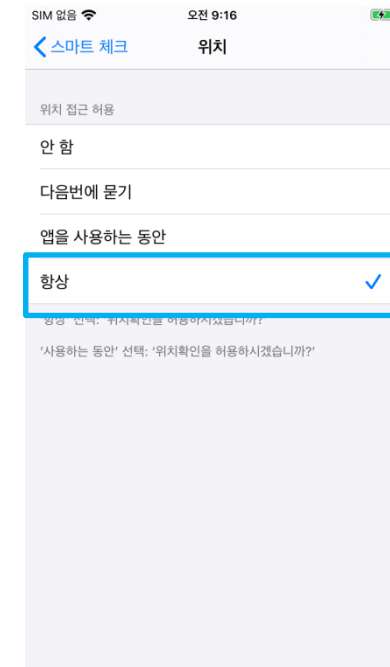 SIM 없음 오전 9:16
스마트 체크 위치
위치 접근 허용
안 함
다음번에 묻기
앱을 사용하는 동안
항상
'항상' 선택: '위치확인을 허용하시겠습니까?'
'사용하는 동안' 선택: '위치확인을 허용하시겠습니까?'